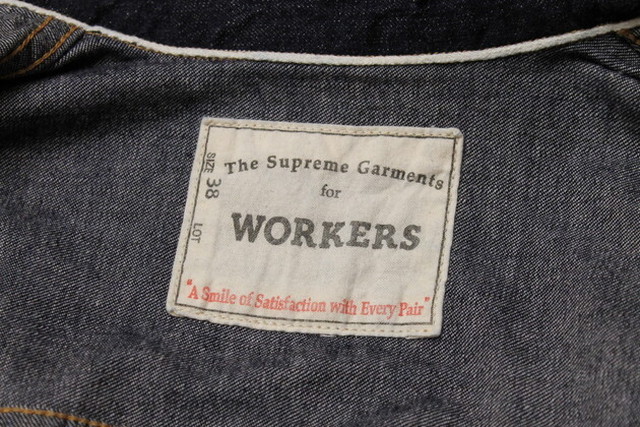 The Supreme Garments
for
WORKERS
"A Smile of Satisfaction with Every Pair"
SIZE 38
LOT